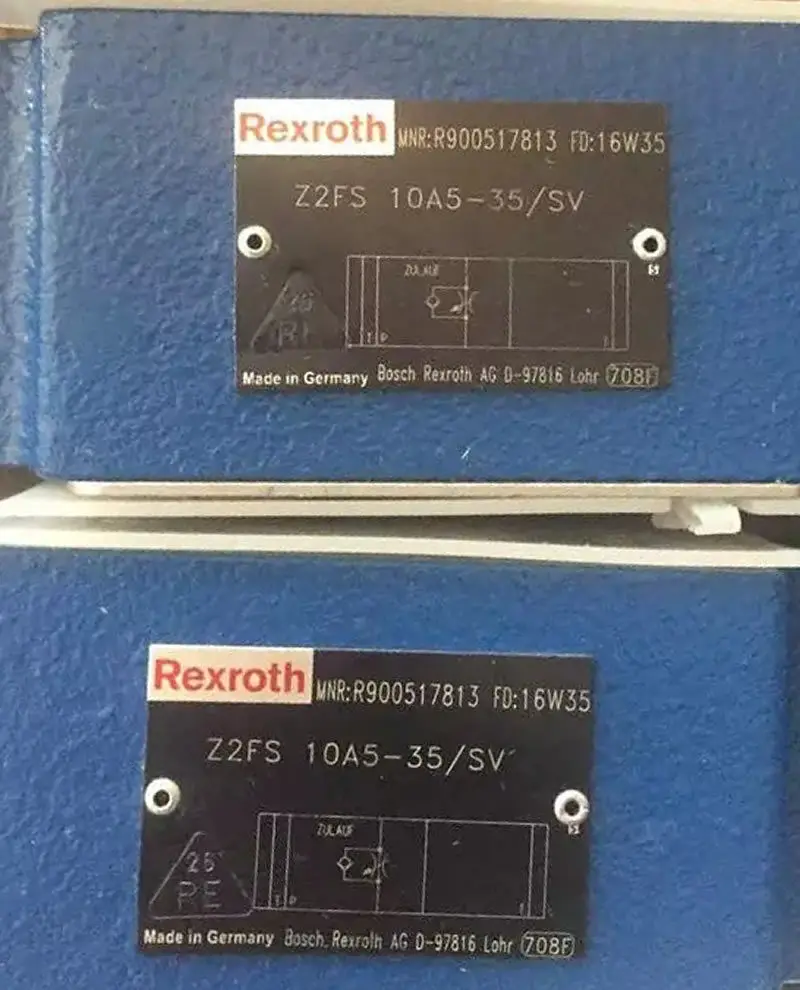 Rexroth MNR:R900517813 FD:16W35
Z2FS 10A5-35/SV
ZULAUF
T P
T
Made in Germany Bosch Rexroth AG D-97816 Lohr 708F
Rexroth MNR:R900517813 FD:16W35
Z2FS 10A5-35/SV
ZULAUF
26
PE
T P
T
Made in Germany Bosch Rexroth AG D-97816 Lohr 708F